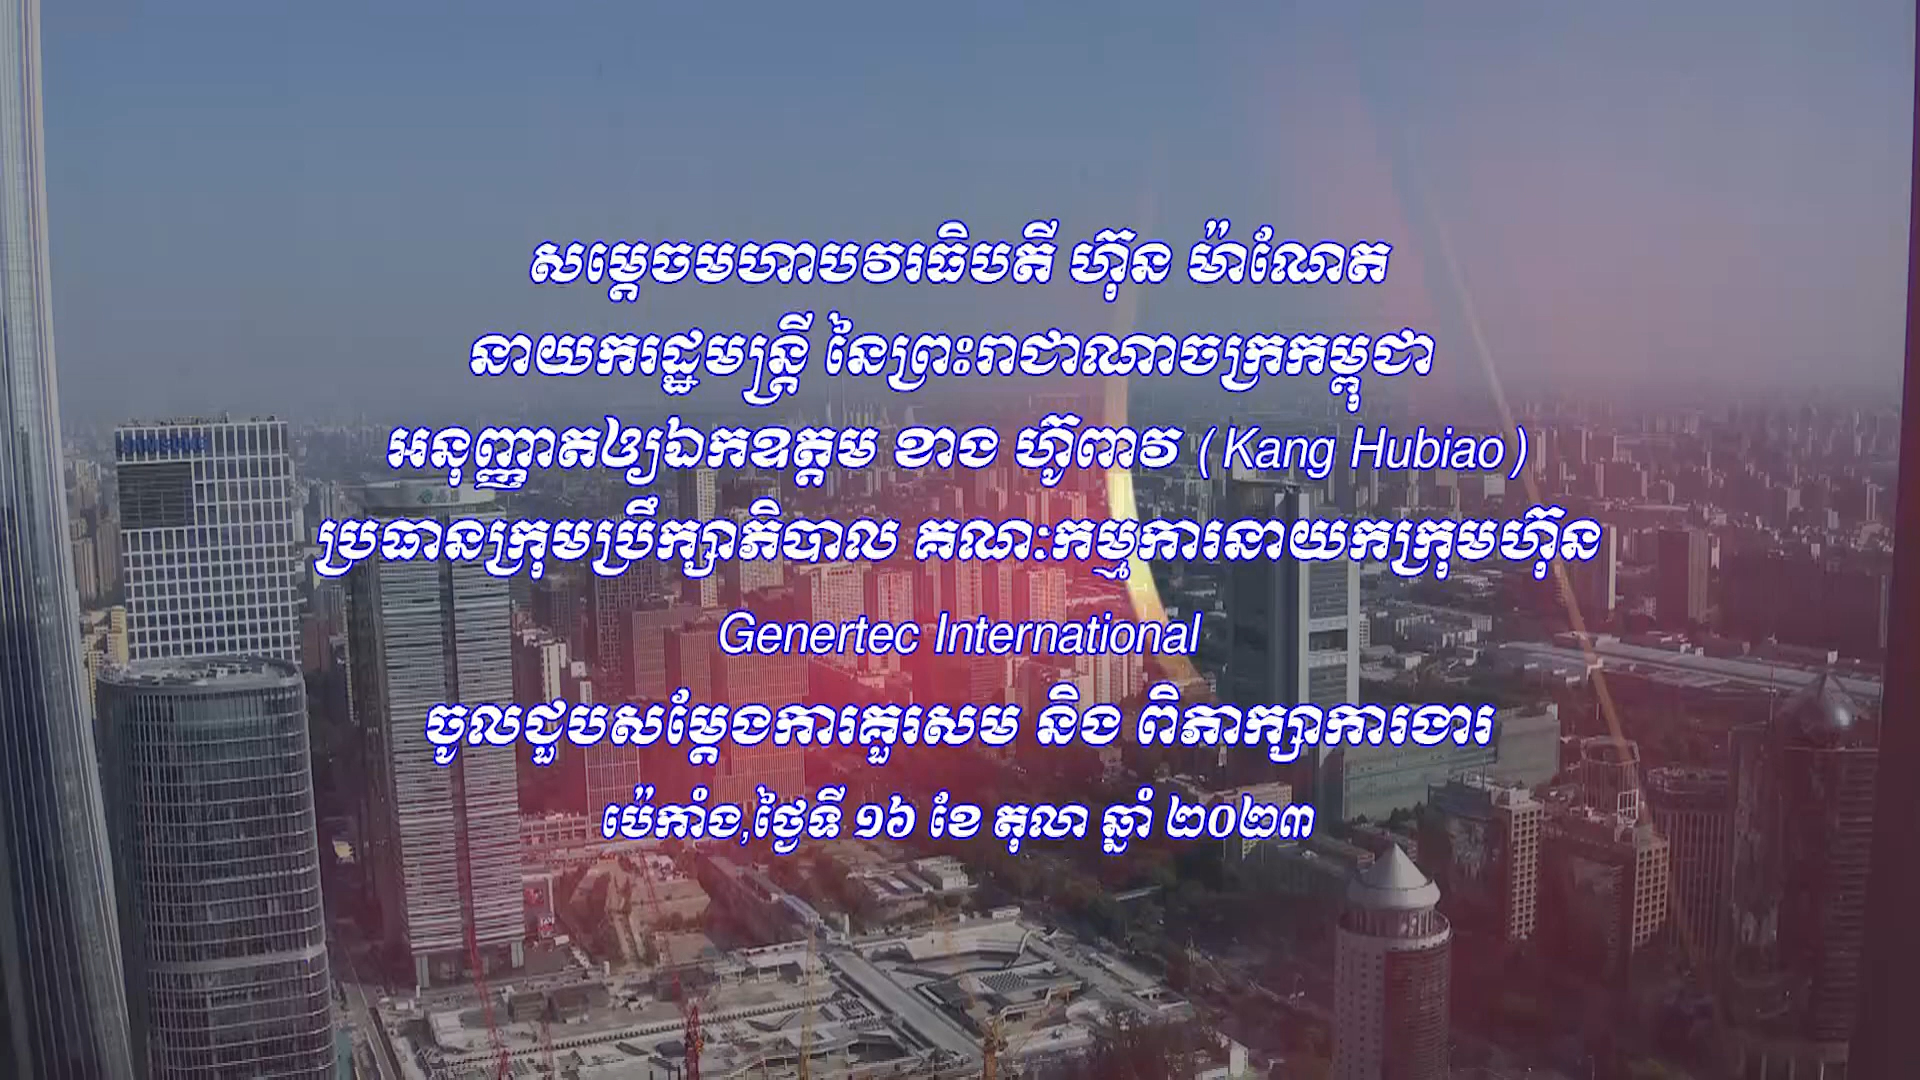 សម្តេចមហាបវរធិបតី ហ៊ុន ម៉ាណែត
នាយករដ្ឋមន្ត្រី នៃព្រះរាជាណាចក្រកម្ពុជា
អនុញ្ញាតឲ្យឯកឧត្តម ខាង ហ៊ូពាវ (Kang Hubiao)
ប្រធានក្រុមប្រឹក្សាភិបាល គណៈកម្មការនាយកក្រុមហ៊ុន
Genertec International
ចូលជួបសម្តែងការគួរសម និង ពិភាក្សាការងារ
ប៉េកាំង,ថ្ងៃទី ១៦ ខែ តុលា ឆ្នាំ ២០២៣